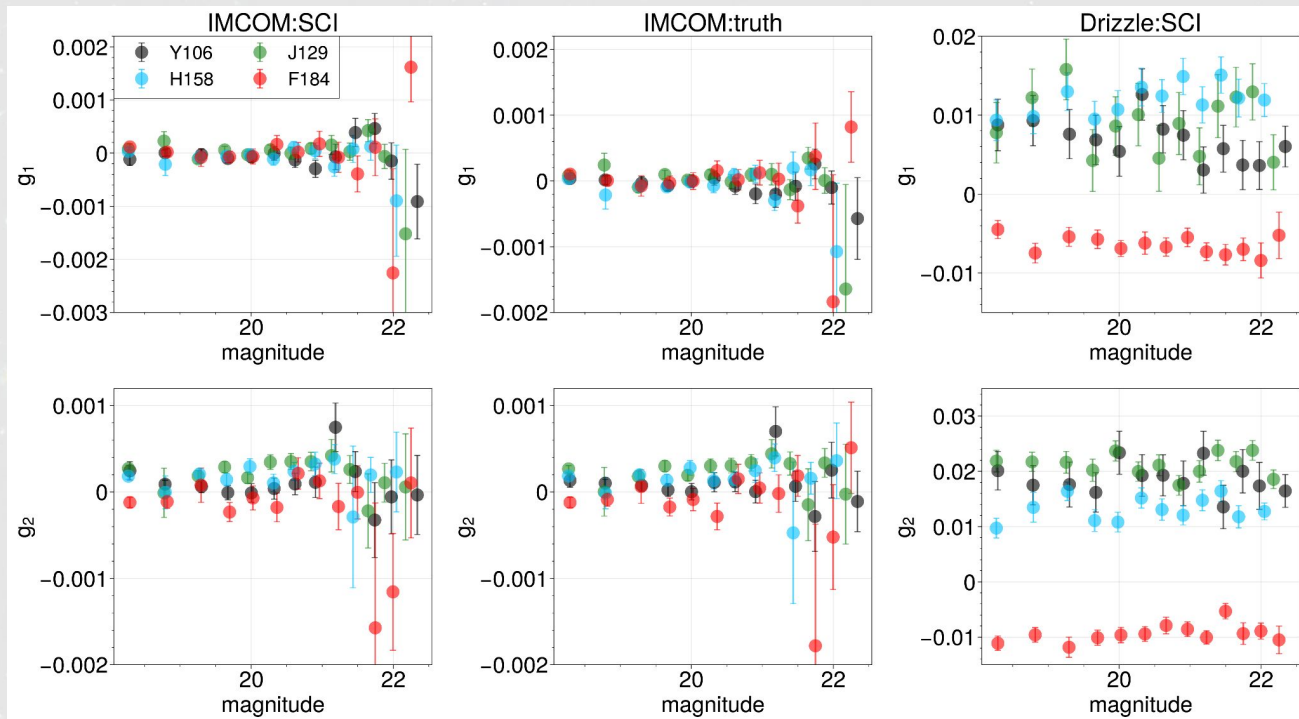 IMCOM:SCI IMCOM:truth Drizzle:SCI
Y106 J129
H158 F184
0.002
0.001
0
−0.001
−0.002
−0.003
g1
20 22
magnitude
0.002
0.001
0
−0.001
−0.002
g1
20 22
magnitude
0.02
0.01
0
−0.01
g1
20 22
magnitude
0.001
0
−0.001
−0.002
g2
20 22
magnitude
0.001
0
−0.001
−0.002
g2
20 22
magnitude
0.03
0.02
0.01
0
−0.01
g2
20 22
magnitude